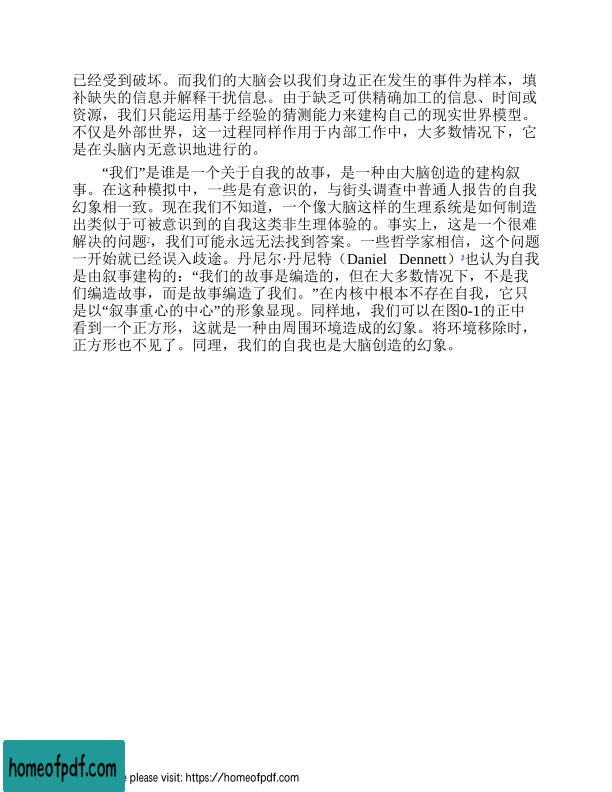 已经受到破坏。而我们的大脑会以我们身边正在发生的事件为样本，填
补缺失的信息并解释干扰信息。由于缺乏可供精确加工的信息、时间或
资源，我们只能运用基于经验的猜测能力来建构自己的现实世界模型。
不仅是外部世界，这一过程同样作用于内部工作中，大多数情况下，它
是在头脑内无意识地进行的。
“我们”是谁是一个关于自我的故事，是一种由大脑创造的建构叙
事。在这种模拟中，一些是有意识的，与街头调查中普通人报告的自我
幻象相一致。现在我们不知道，一个像大脑这样的生理系统是如何制造
出类似于可被意识到的自我这类非生理体验的。事实上，这是一个很难
解决的问题，我们可能永远无法找到答案。一些哲学家相信，这个问题
一开始就已经误入歧途。丹尼尔·丹尼特（Daniel Dennett）也认为自我
是由叙事建构的：“我们的故事是编造的，但在大多数情况下，不是我
们编造故事，而是故事编造了我们。”在内核中根本不存在自我，它只
是以“叙事重心的中心”的形象显现。同样地，我们可以在图0-1的正中
看到一个正方形，这就是一种由周围环境造成的幻象。将环境移除时，
正方形也不见了。同理，我们的自我也是大脑创造的幻象。
homeofpdf.com
please visit: https://homeofpdf.com